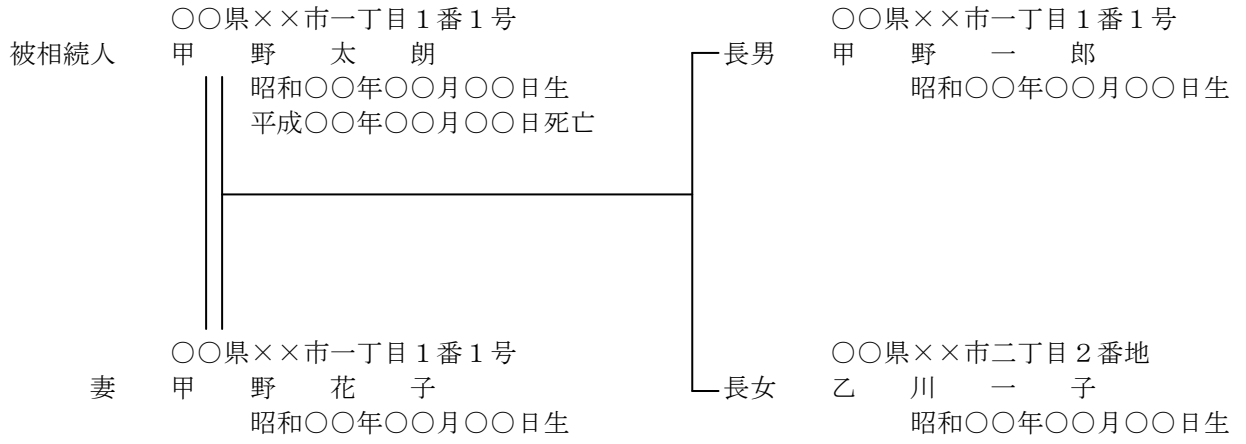 ○○県××市一丁目1番1号
被相続人 甲 野 太 朗
昭和○○年○○月○○日生
平成○○年○○月○○日死亡
○○県××市一丁目1番1号
妻 甲 野 花 子
昭和○○年○○月○○日生
○○県××市一丁目1番1号
長男 甲 野 一 郎
昭和○○年○○月○○日生
○○県××市二丁目2番地
長女 乙 川 一 子
昭和○○年○○月○○日生